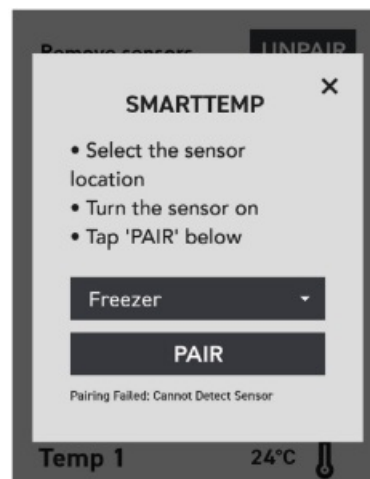 Remove sensors UNPAIR
×
SMARTTEMP
• Select the sensor
location
• Turn the sensor on
• Tap 'PAIR' below
Freezer
PAIR
Pairing Failed: Cannot Detect Sensor
Temp 1 24°C